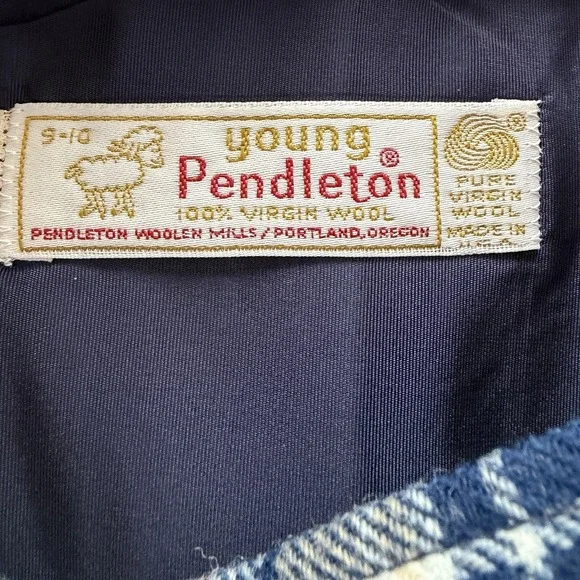 9-10
young
Pendleton®
100% VIRGIN WOOL
PENDLETON WOOLEN MILLS / PORTLAND, OREGON
®
PURE
VIRGIN
WOOL
MADE IN